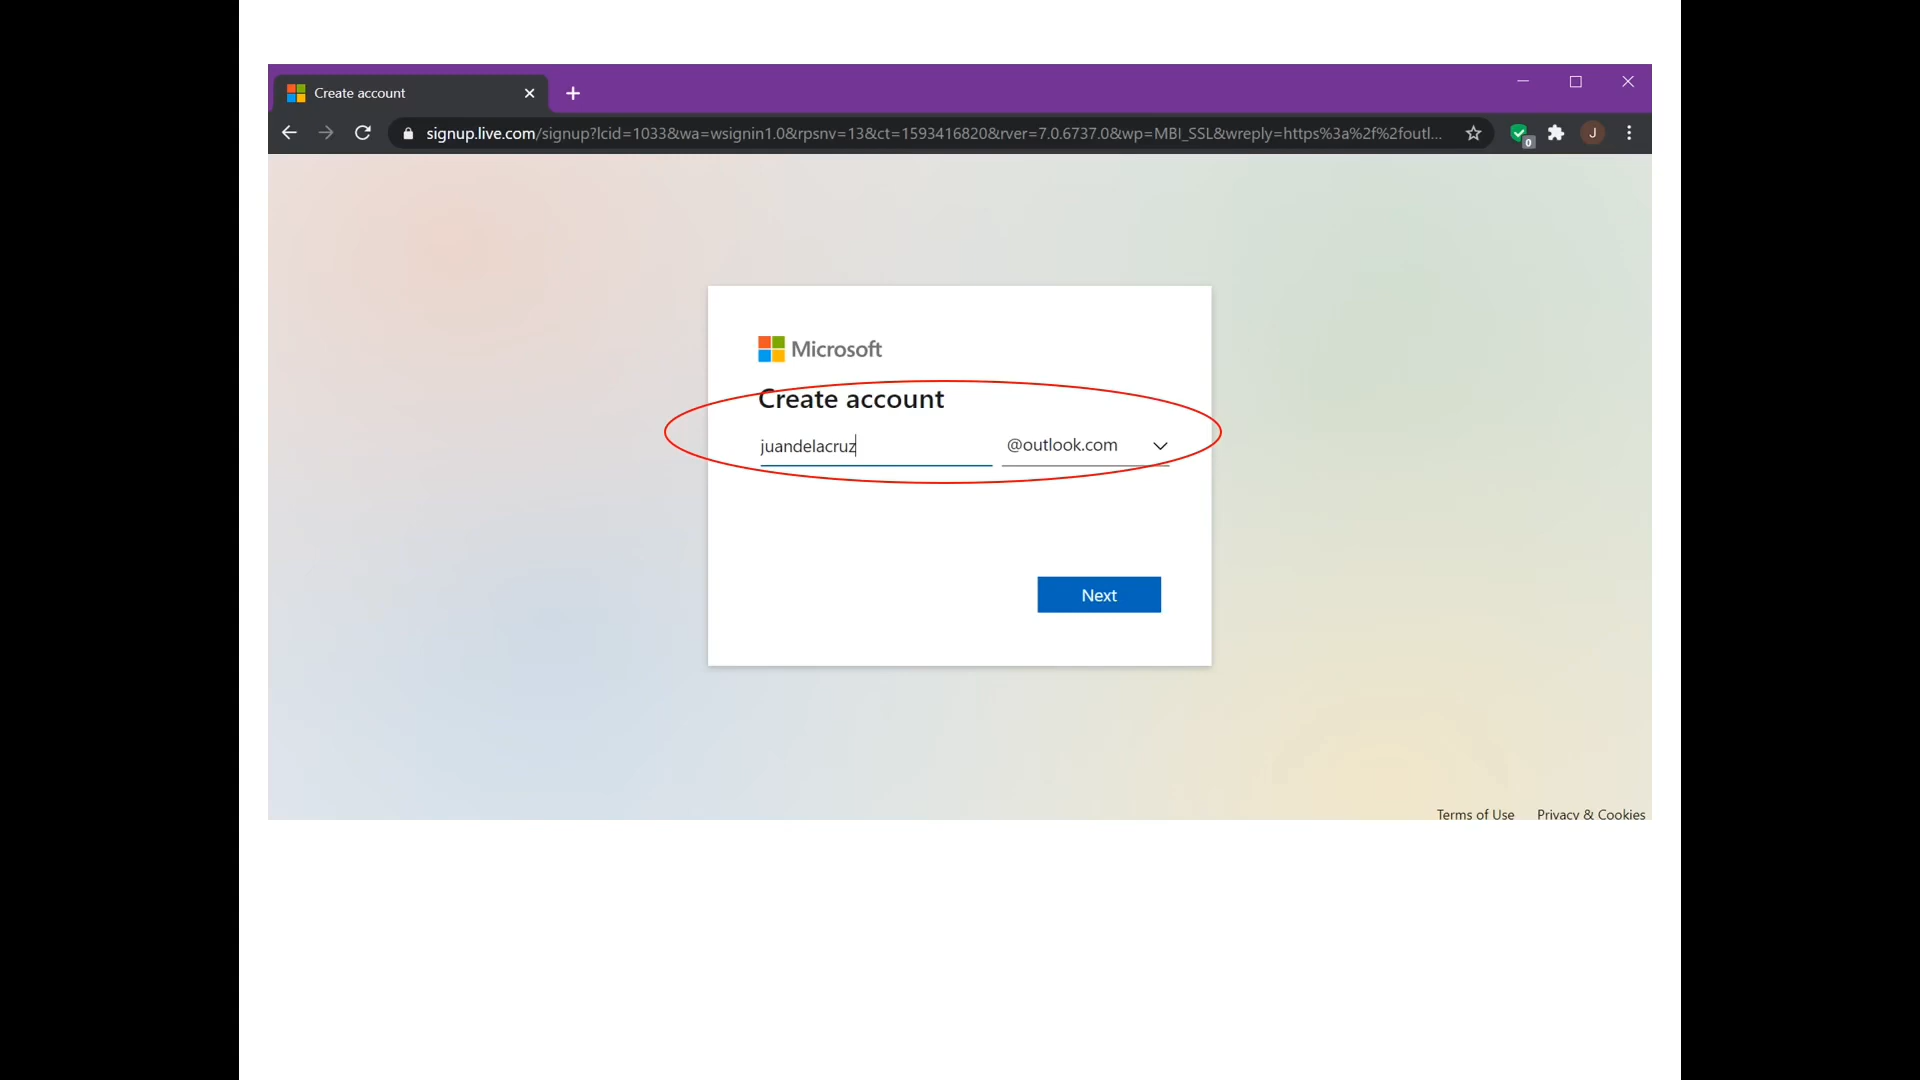 Create account
signup.live.com/signup?lcid=1033&wa=wsignin1.0&rpsnv=13&ct=1593416820&rver=7.0.6737.0&wp=MBI_SSL&wreply=https%3a%2f%2foutl...
0
J
Microsoft
Create account
juandelacruz @outlook.com
Next
Terms of Use Privacy & Cookies